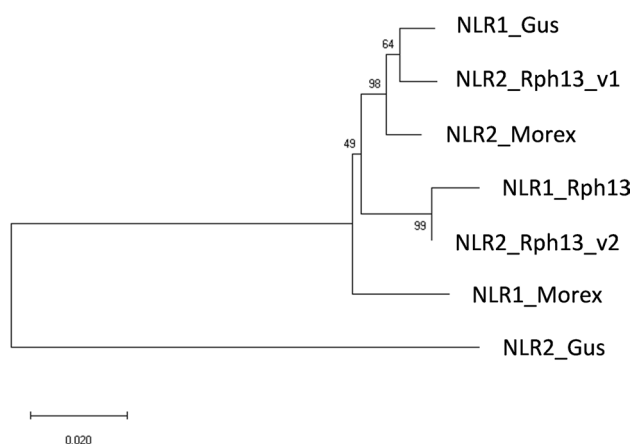 NLR1_Gus
64
NLR2_Rph13_v1
98
NLR2_Morex
49
NLR1_Rph13
99
NLR2_Rph13_v2
NLR1_Morex
NLR2_Gus
0.020